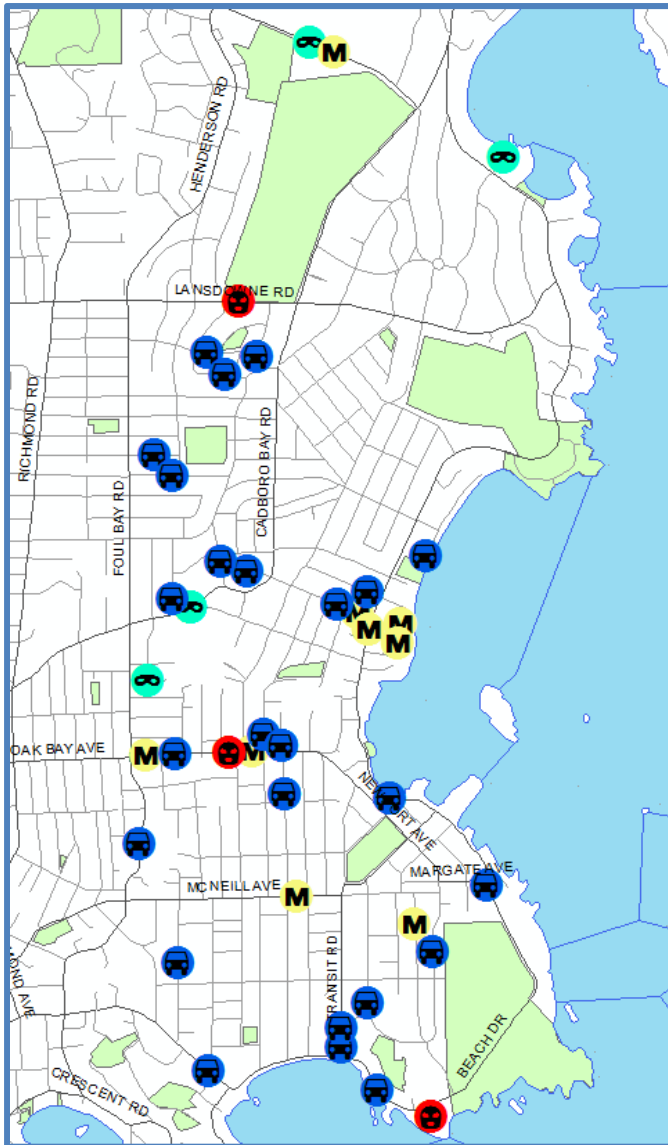 M
HENDERSON RD
LANSDOWNE RD
RICHMOND RD
CADBORO BAY RD
FOUL BAY RD
M
M
M
M
OAK BAY AVE
M
M
NEWPORT AVE
MARGATE AVE
MCNEILL AVE
M
M
TRANSIT RD
BEACH DR
CRESCENT RD